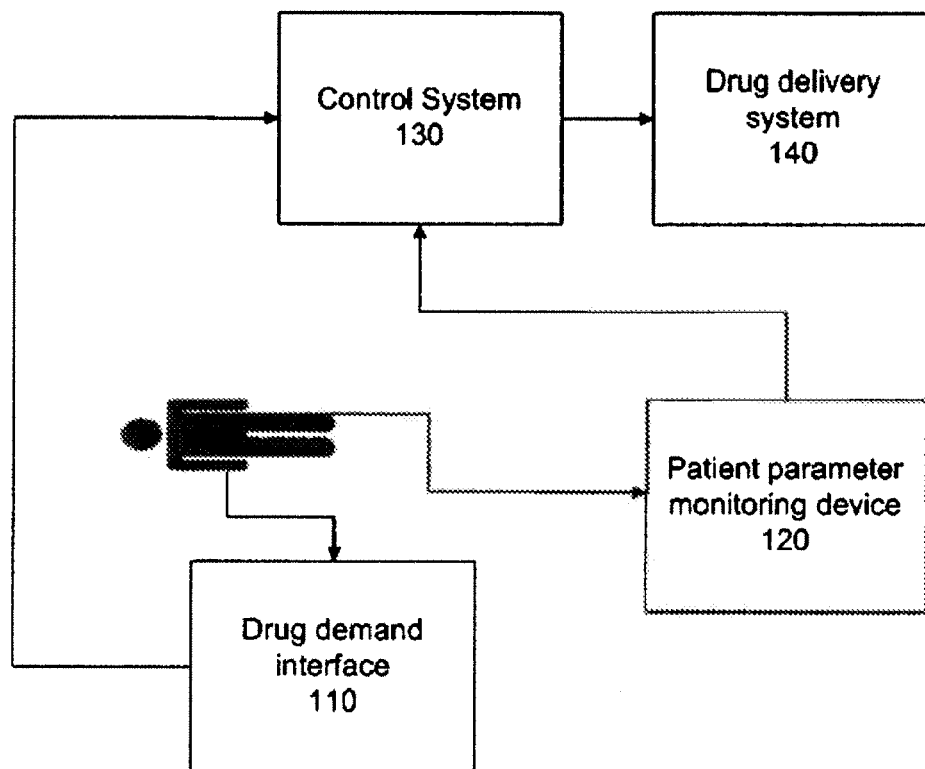 Control System
130
Drug delivery
system
140
Patient parameter
monitoring device
120
Drug demand
interface
110